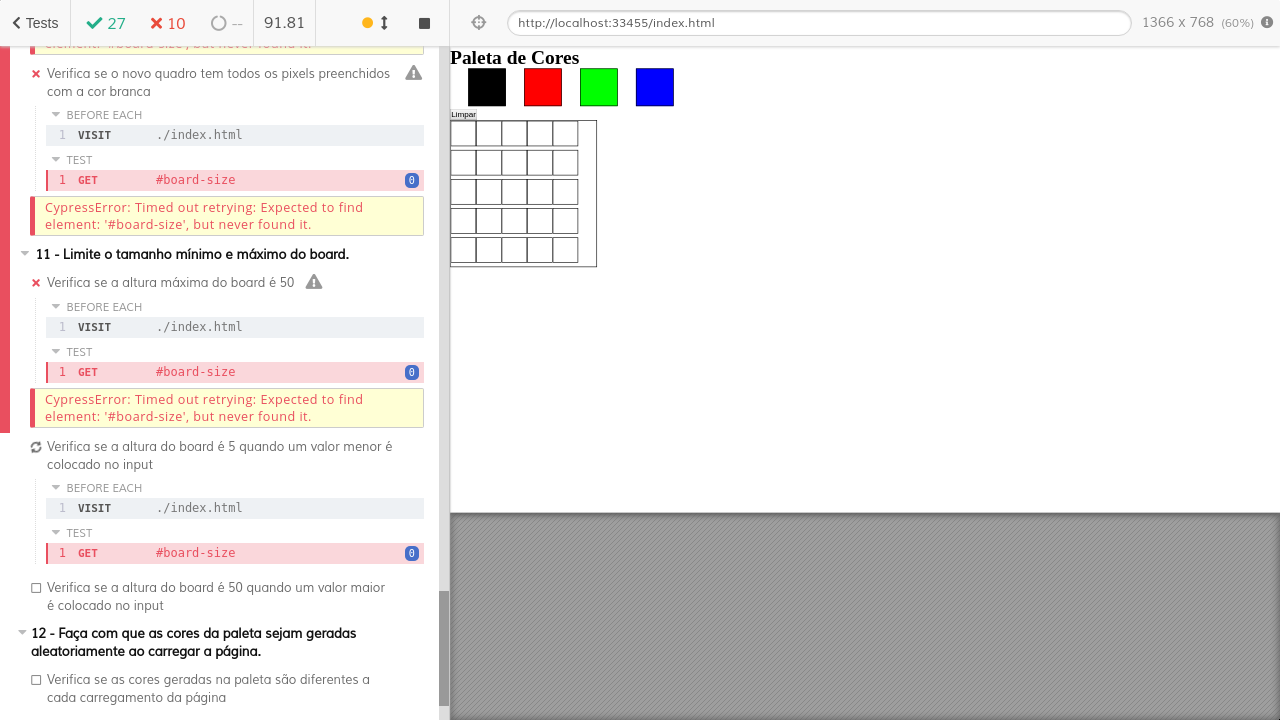 Tests
27
10
--
91.81
http://localhost:33455/index.html
1366 x 768 (60%)
element: '#board-size', but never found it.
Verifica se o novo quadro tem todos os pixels preenchidos
com a cor branca
BEFORE EACH
1 VISIT ./index.html
TEST
1 GET #board-size 0
CypressError: Timed out retrying: Expected to find
element: '#board-size', but never found it.
11 - Limite o tamanho mínimo e máximo do board.
Verifica se a altura máxima do board é 50
BEFORE EACH
1 VISIT ./index.html
TEST
1 GET #board-size 0
CypressError: Timed out retrying: Expected to find
element: '#board-size', but never found it.
Verifica se a altura do board é 5 quando um valor menor é
colocado no input
BEFORE EACH
1 VISIT ./index.html
TEST
1 GET #board-size 0
Verifica se a altura do board é 50 quando um valor maior
é colocado no input
12 - Faça com que as cores da paleta sejam geradas
aleatoriamente ao carregar a página.
Verifica se as cores geradas na paleta são diferentes a
cada carregamento da página
Paleta de Cores
Limpar